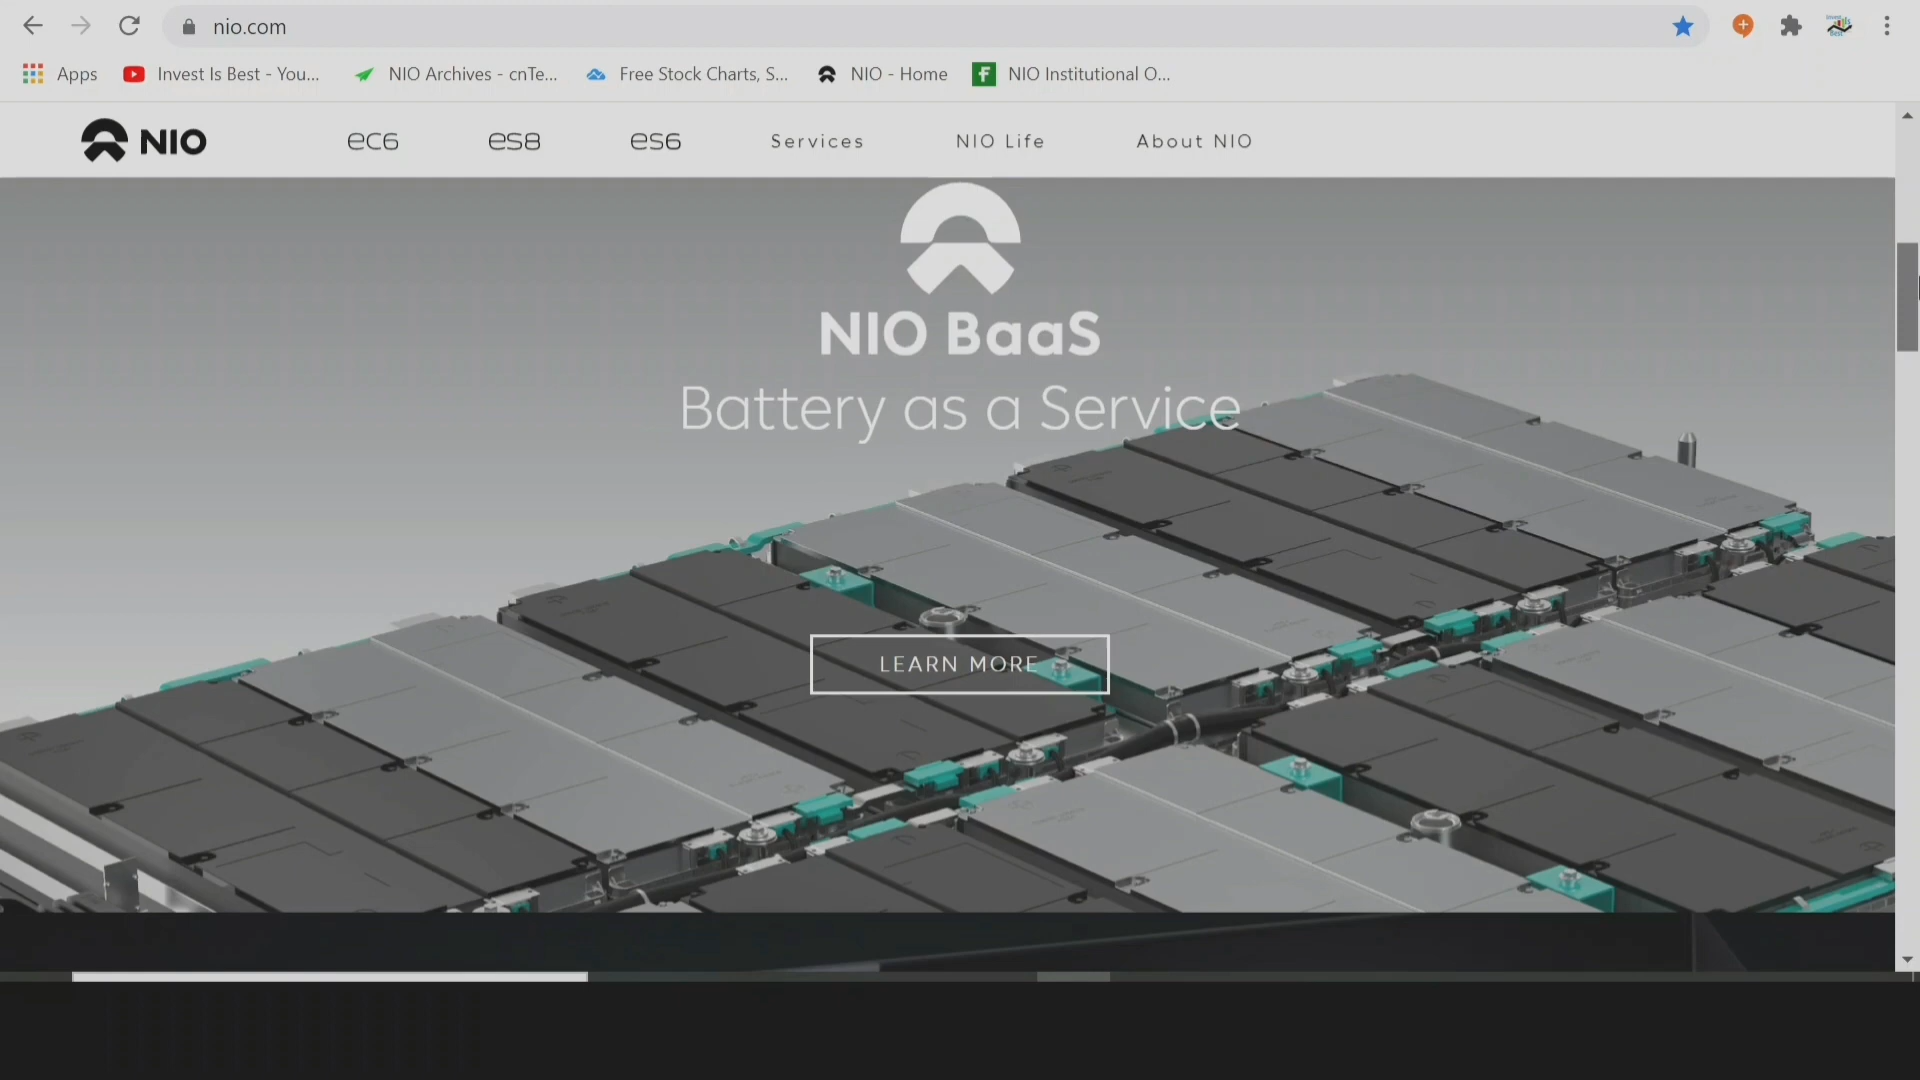 nio.com
Apps Invest Is Best - You... NIO Archives - cnTe... Free Stock Charts, S... NIO - Home NIO Institutional O...
NIO ec6 es8 es6 Services NIO Life About NIO
NIO BaaS
Battery as a Service
LEARN MORE